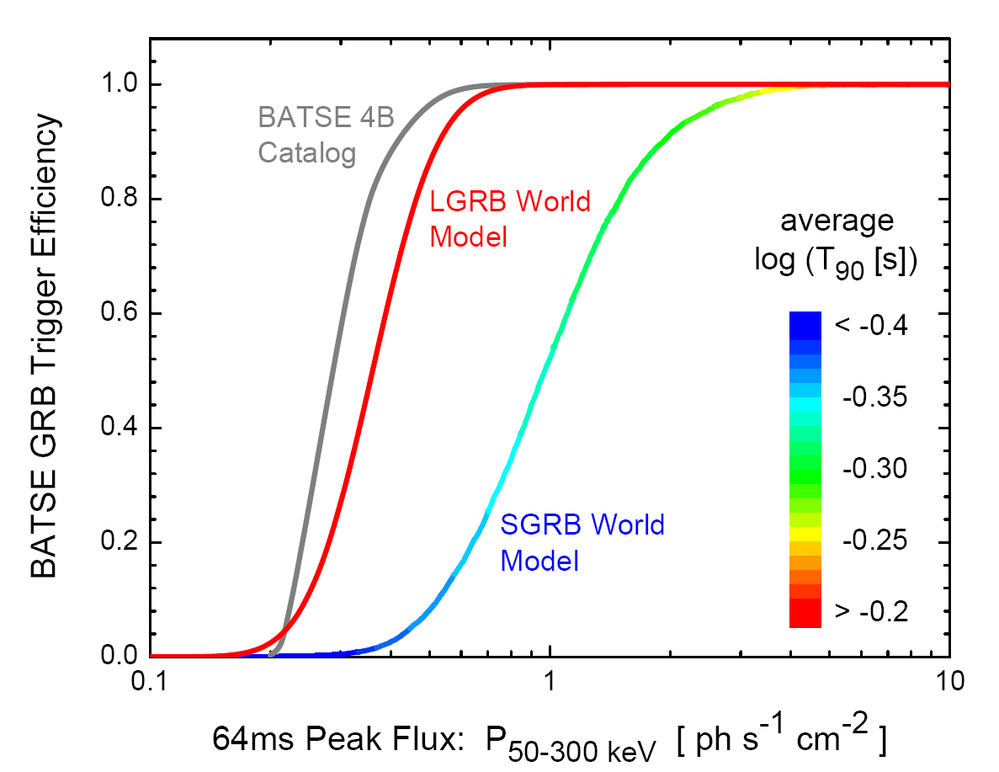 BATSE GRB Trigger Efficiency
1.0
0.8
0.6
0.4
0.2
0.0
0.1
1
10
64ms Peak Flux: P50-300 keV [ ph s-1 cm-2 ]
BATSE 4B
Catalog
LGRB World
Model
SGRB World
Model
average
log (T90 [s])
< -0.4
-0.35
-0.30
-0.25
> -0.2